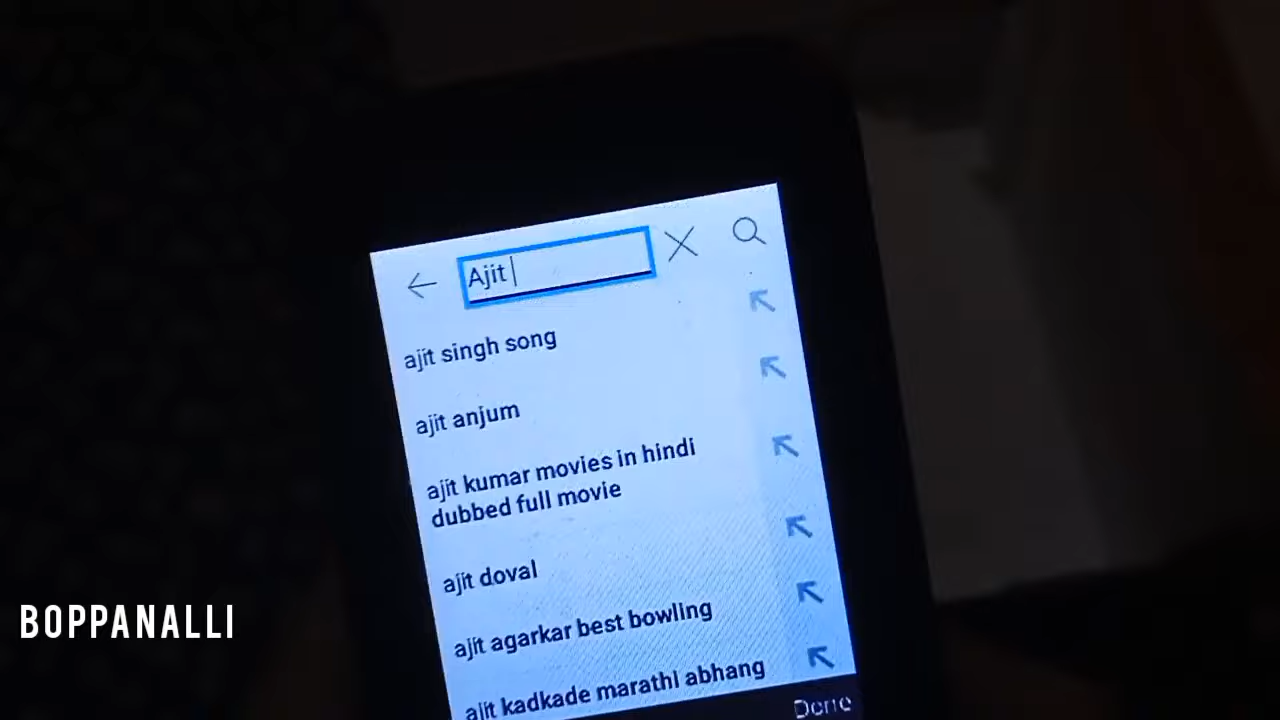 Ajit
ajit singh song
ajit anjum
ajit kumar movies in hindi
dubbed full movie
ajit doval
ajit agarkar best bowling
ajit kadkade marathi abhang
Done
BOPPANALLI